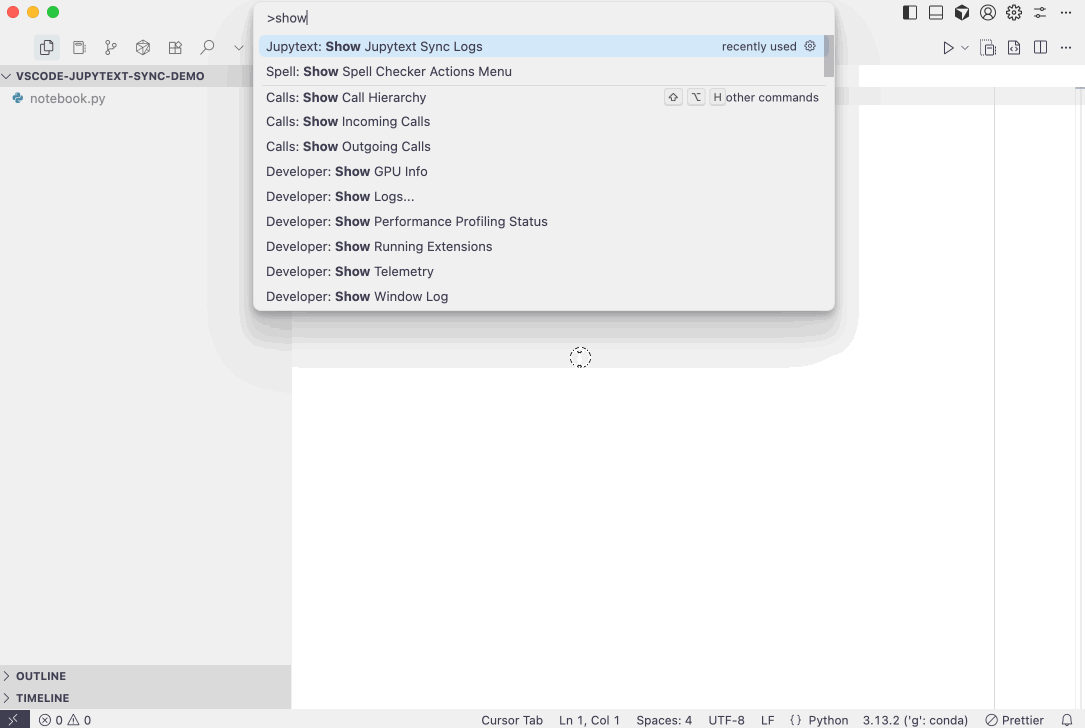 >show
Jupytext: Show Jupytext Sync Logs recently used
Spell: Show Spell Checker Actions Menu
Calls: Show Call Hierarchy H other commands
Calls: Show Incoming Calls
Calls: Show Outgoing Calls
Developer: Show GPU Info
Developer: Show Logs...
Developer: Show Performance Profiling Status
Developer: Show Running Extensions
Developer: Show Telemetry
Developer: Show Window Log
VSCODE-JUPYTEXT-SYNC-DEMO
notebook.py
OUTLINE
TIMELINE
0 0 Cursor Tab Ln 1, Col 1 Spaces: 4 UTF-8 LF {} Python 3.13.2 ('g': conda) Prettier